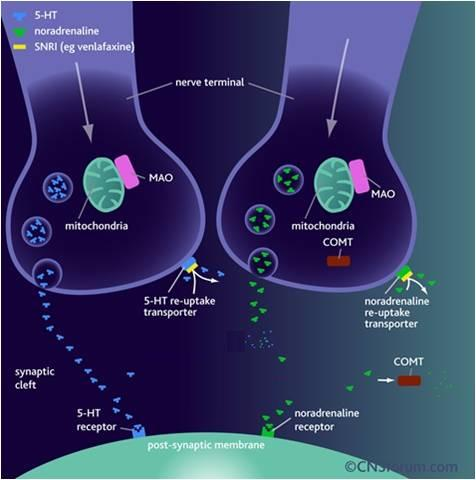 5-HT
noradrenaline
SNRI (eg venlafaxine)
nerve terminal
MAO
MAO
mitochondria
mitochondria
COMT
5-HT re-uptake
transporter
noradrenaline
re-uptake
transporter
synaptic
cleft
COMT
5-HT
receptor
noradrenaline
receptor
post-synaptic membrane
©CNSforum.com